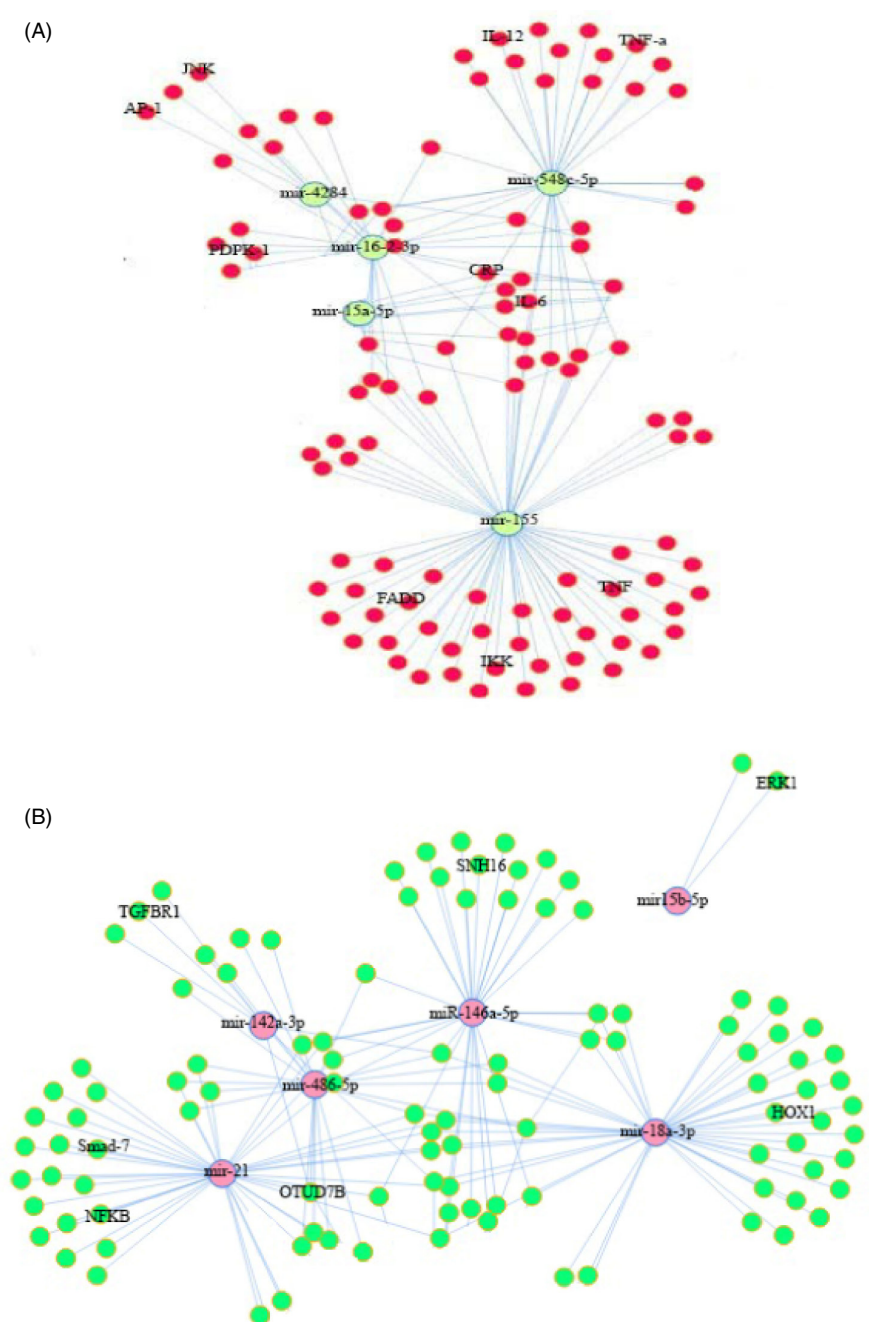 (A)
IL-12
TNF-a
JNK
AP-1
mir-548c-5p
mir-4284
PDPK-1
mir-16-2-3p
CRP
IL-6
mir-15a-5p
mir-155
FADD
TNF
IKK
(B)
ERK1
SNH16
TGFBR1
mir15b-5p
miR-146a-5p
mir-142a-3p
mir-486-5p
HOX1
mir-18a-3p
Smad-7
mir-21
OTUD7B
NFKB